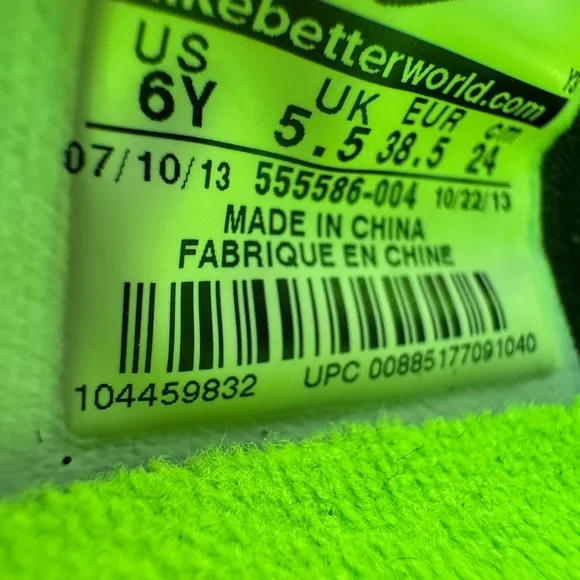 kebetterworld.com
US UK EUR cm
6Y 5.5 38.5 24
07/10/13 555586-004 10/22/13
MADE IN CHINA
FABRIQUE EN CHINE
104459832 UPC 00885177091040